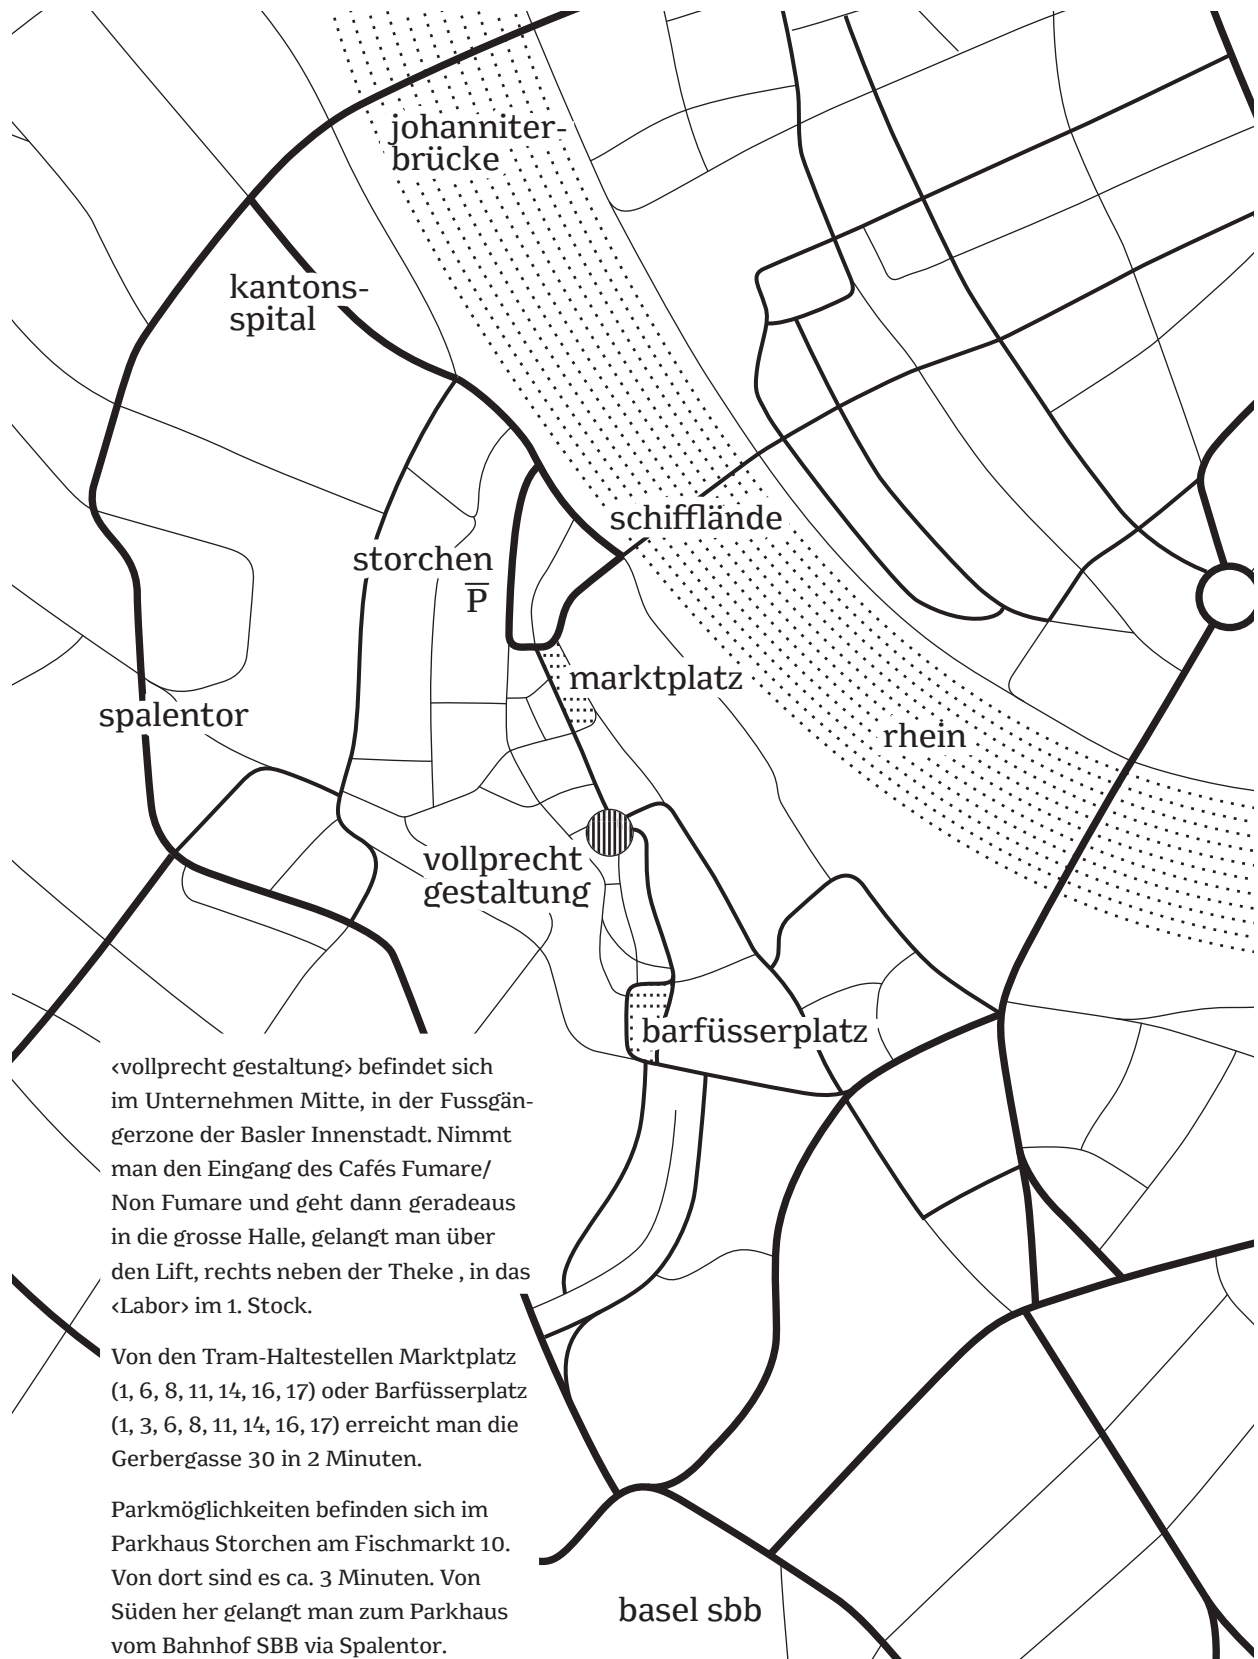 johanniter-
brücke
kantons-
spital
schifflände
storchen
P
marktplatz
spalentor
rhein
vollprecht
gestaltung
barfüsserplatz
‹vollprecht gestaltung› befindet sich
im Unternehmen Mitte, in der Fussgän-
gerzone der Basler Innenstadt. Nimmt
man den Eingang des Cafés Fumare/
Non Fumare und geht dann geradeaus
in die grosse Halle, gelangt man über
den Lift, rechts neben der Theke , in das
‹Labor› im 1. Stock.
Von den Tram-Haltestellen Marktplatz
(1, 6, 8, 11, 14, 16, 17) oder Barfüsserplatz
(1, 3, 6, 8, 11, 14, 16, 17) erreicht man die
Gerbergasse 30 in 2 Minuten.
Parkmöglichkeiten befinden sich im
Parkhaus Storchen am Fischmarkt 10.
Von dort sind es ca. 3 Minuten. Von
Süden her gelangt man zum Parkhaus
vom Bahnhof SBB via Spalentor.
basel sbb